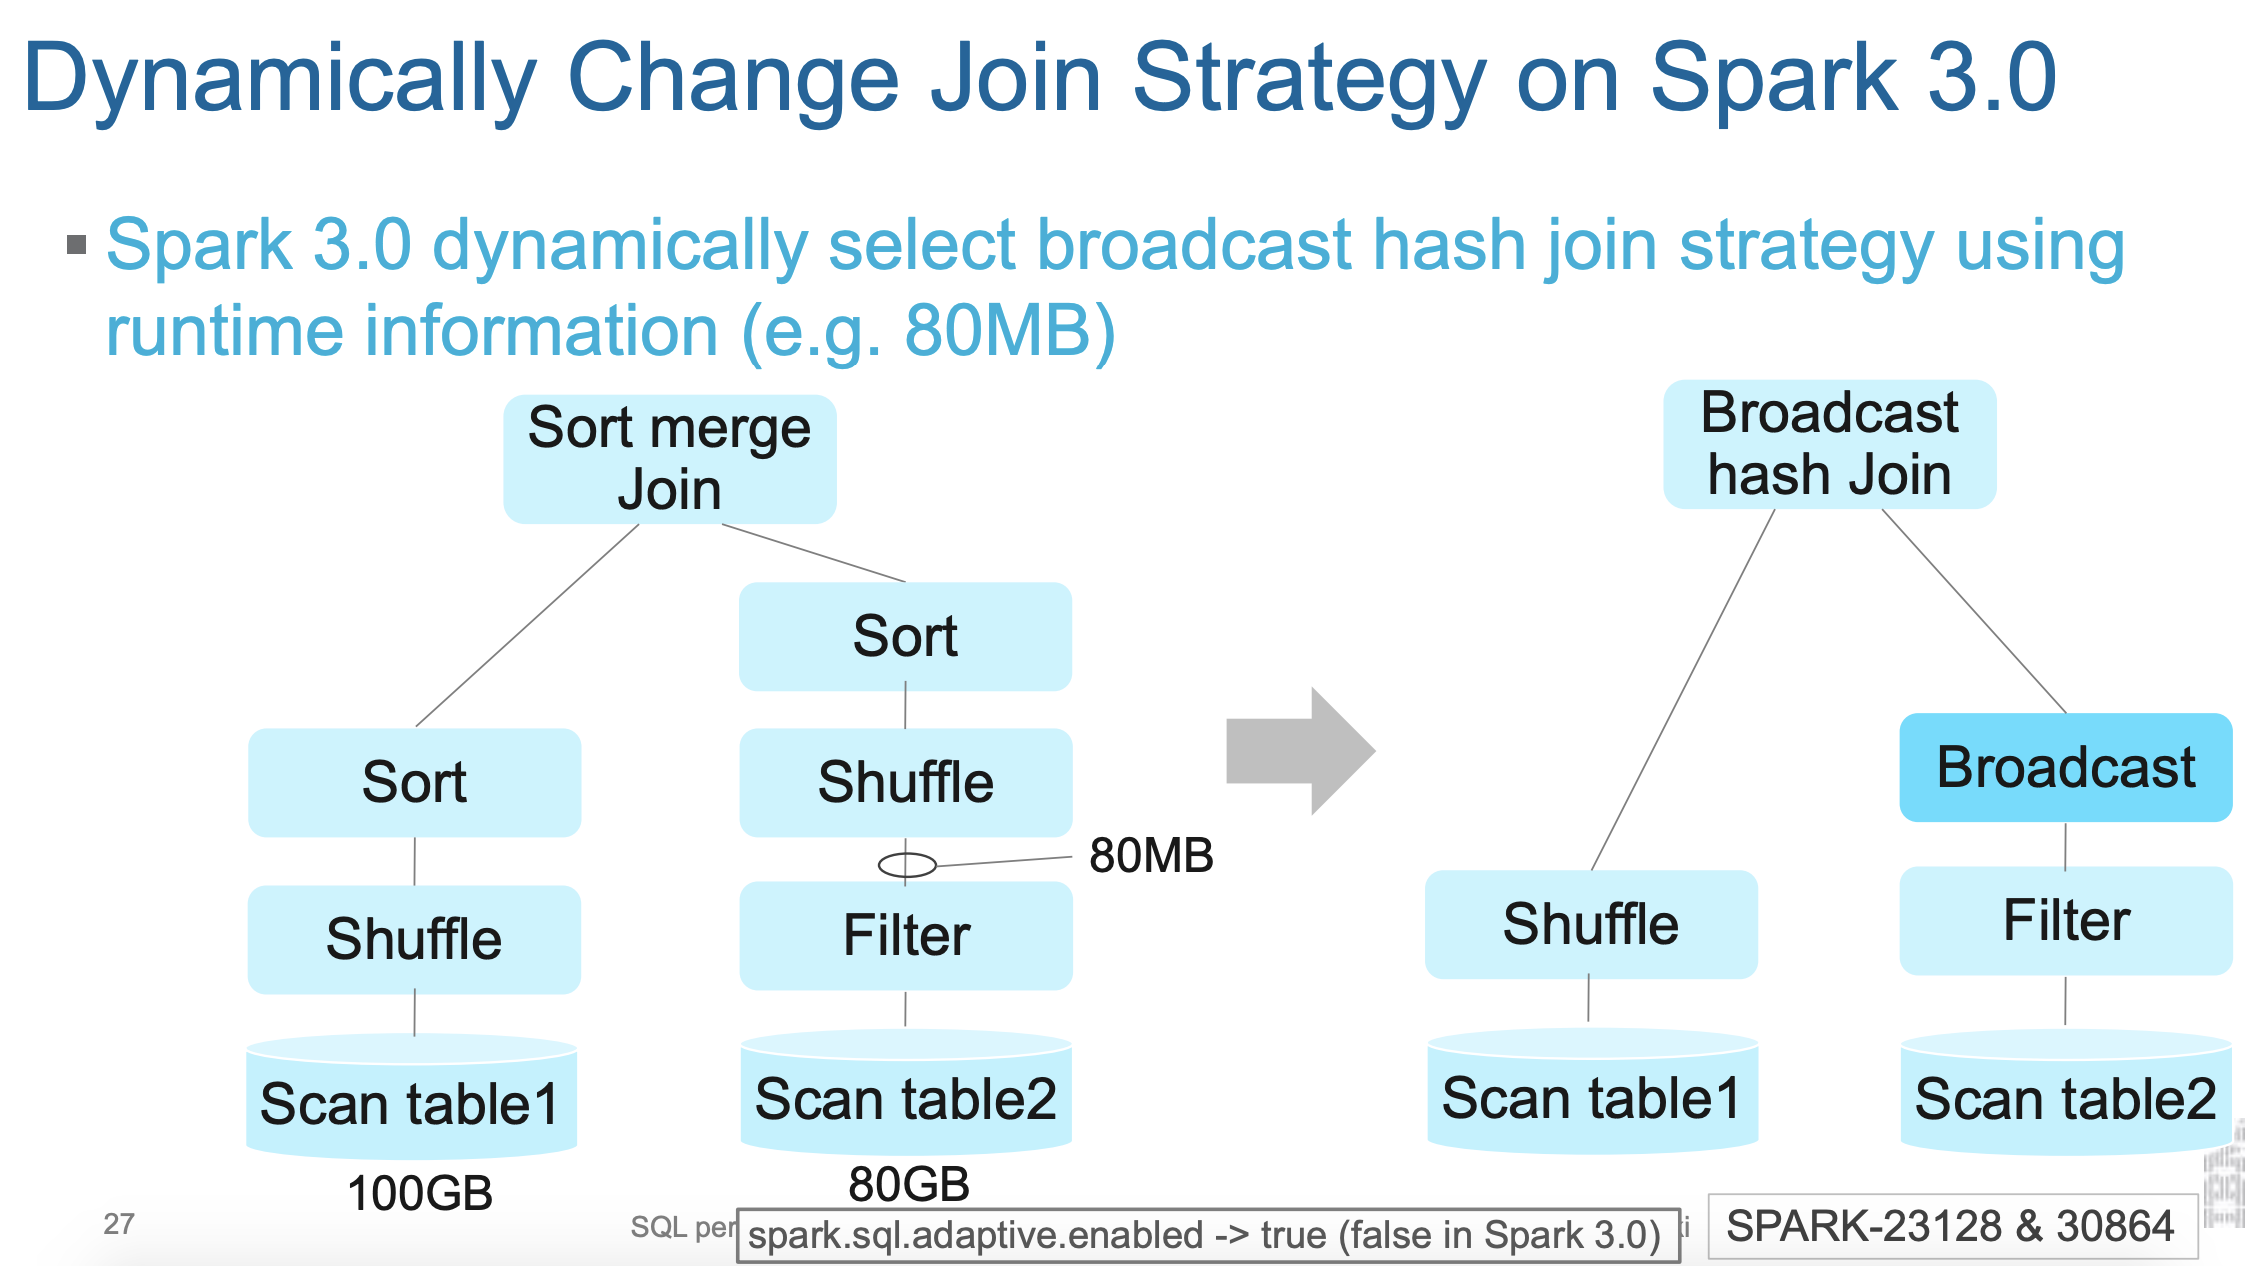 Dynamically Change Join Strategy on Spark 3.0
Spark 3.0 dynamically select broadcast hash join strategy using
runtime information (e.g. 80MB)
Sort merge
Join
Sort
Sort
Shuffle
Shuffle
80MB
Filter
Scan table1
Scan table2
100GB
80GB
Broadcast
hash Join
Broadcast
Shuffle
Filter
Scan table1
Scan table2
27
SQL per
spark.sql.adaptive.enabled -> true (false in Spark 3.0)
SPARK-23128 & 30864